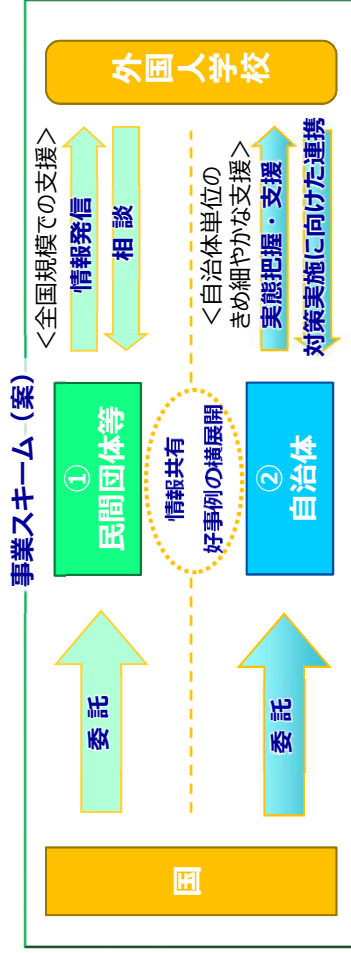 事業スキーム（案）
国
委 託
委 託
①
民間団体等
情報共有
好事例の横展開
②
自治体
＜全国規模での支援＞
情報発信
相 談
＜自治体単位の
きめ細やかな支援＞
実態把握・支援
対策実施に向けた連携
外国人学校